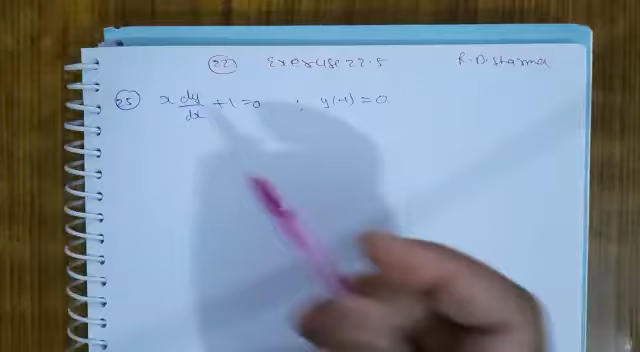 22 Exercise 22.5 R.D. Sharma
25 x dy/dx + 1 = 0 ; y(-1) = 0